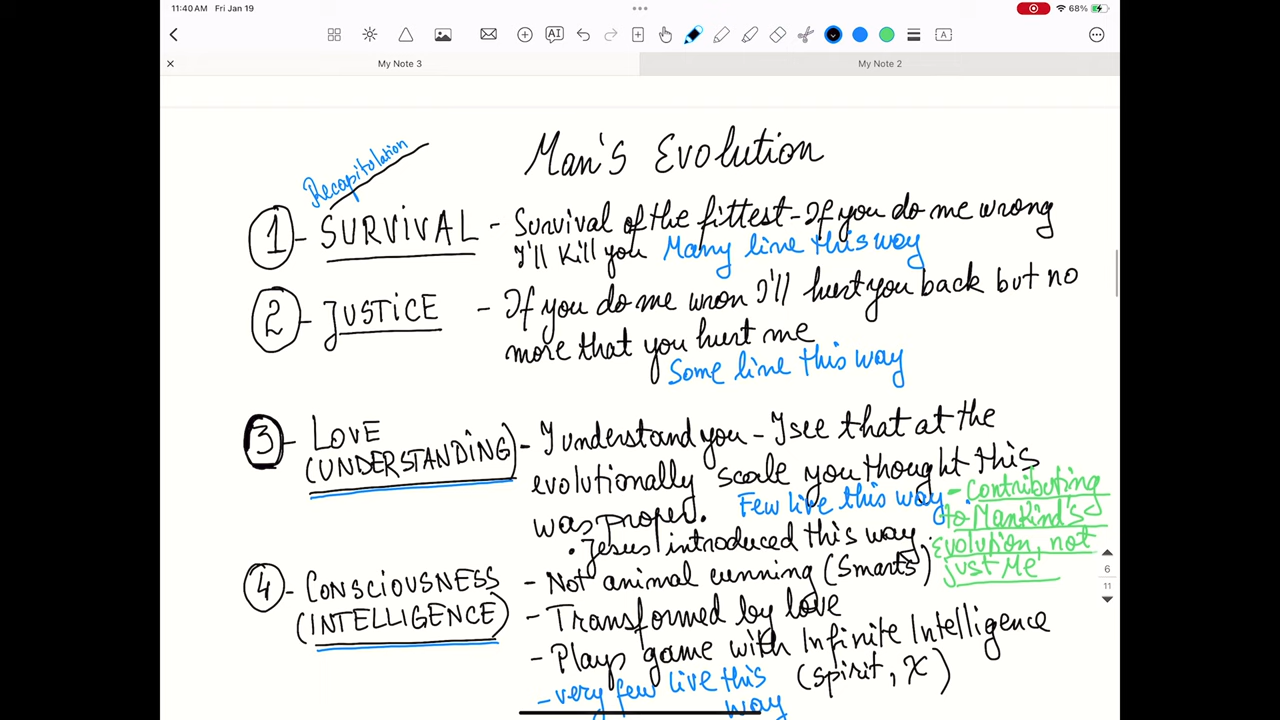 11:40 AM Fri Jan 19
68%
My Note 3
My Note 2
Man's Evolution
Recapitolation
1 - SURVIVAL - Survival of the fittest - If you do me wrong
I'll kill you Many line this way
2 - JUSTICE - If you do me wron I'll hurt you back but no
more that you hurt me
Some line this way
3 - LOVE
(UNDERSTANDING) - I understand you - I see that at the
evolutionally scale you thought this
was proper. Few live this way
- Contributing
to Mankind's
Evolution, not
just Me
• Jesus introduced this way.
4 - CONSCIOUSNESS
(INTELLIGENCE)
- Not animal cunning (Smarts)
- Transformed by love
- Plays game with Infinite Intelligence
(spirit, X)
- very few live this
way
6
11